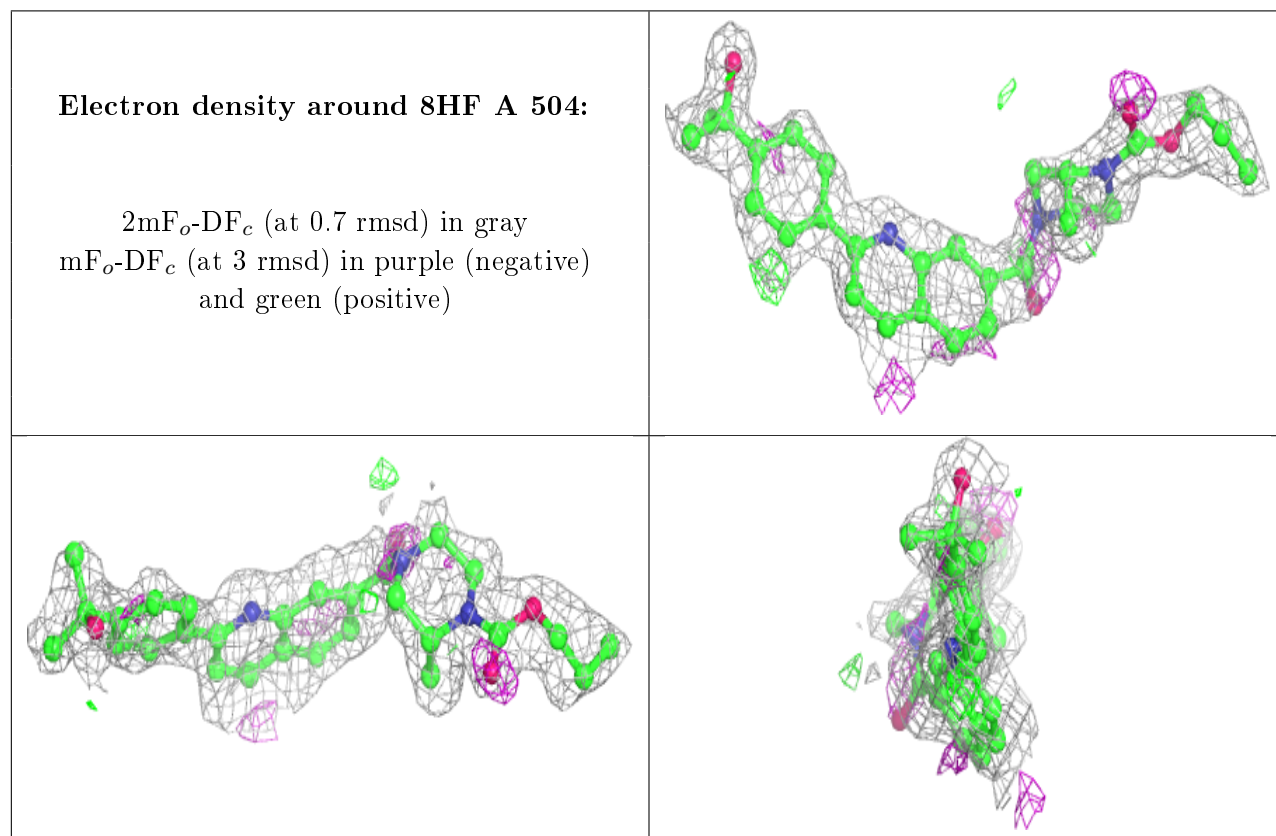 Electron density around 8HF A 504:
2mFo-DFc (at 0.7 rmsd) in gray
mFo-DFc (at 3 rmsd) in purple (negative)
and green (positive)